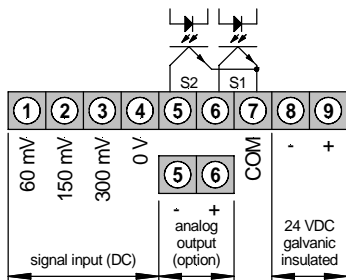 S2 S1
1 2 3 4 5 6 7 8 9
60 mV
150 mV
300 mV
0 V
5 6
- +
COM
- +
signal input (DC)
analog
output
(option)
24 VDC
galvanic
insulated